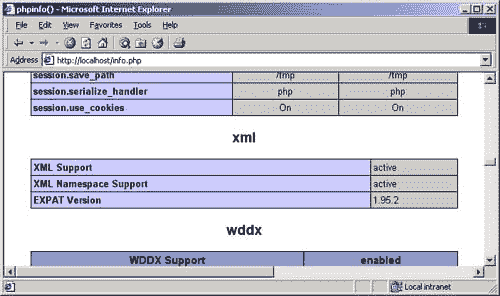 phpinfo() - Microsoft Internet Explorer
File Edit View Favorites Tools Help
Address http://localhost/info.php
session.save_path /tmp /tmp
session.serialize_handler php php
session.use_cookies On On
xml
XML Support active
XML Namespace Support active
EXPAT Version 1.95.2
wddx
WDDX Support enabled
Local intranet